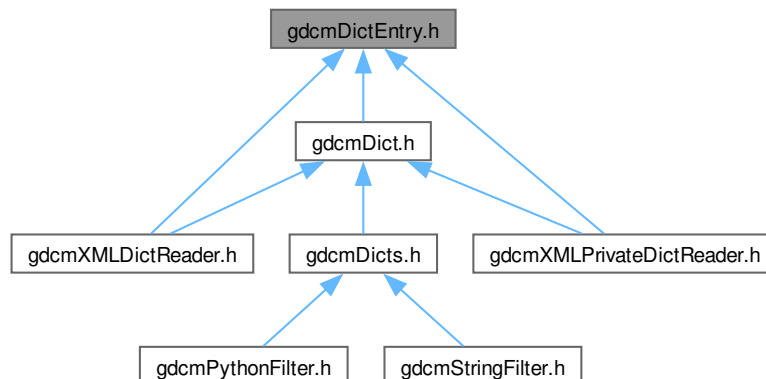 gdcmDictEntry.h
gdcmDict.h
gdcmXMLDictReader.h
gdcmDicts.h
gdcmXMLPrivateDictReader.h
gdcmPythonFilter.h
gdcmStringFilter.h